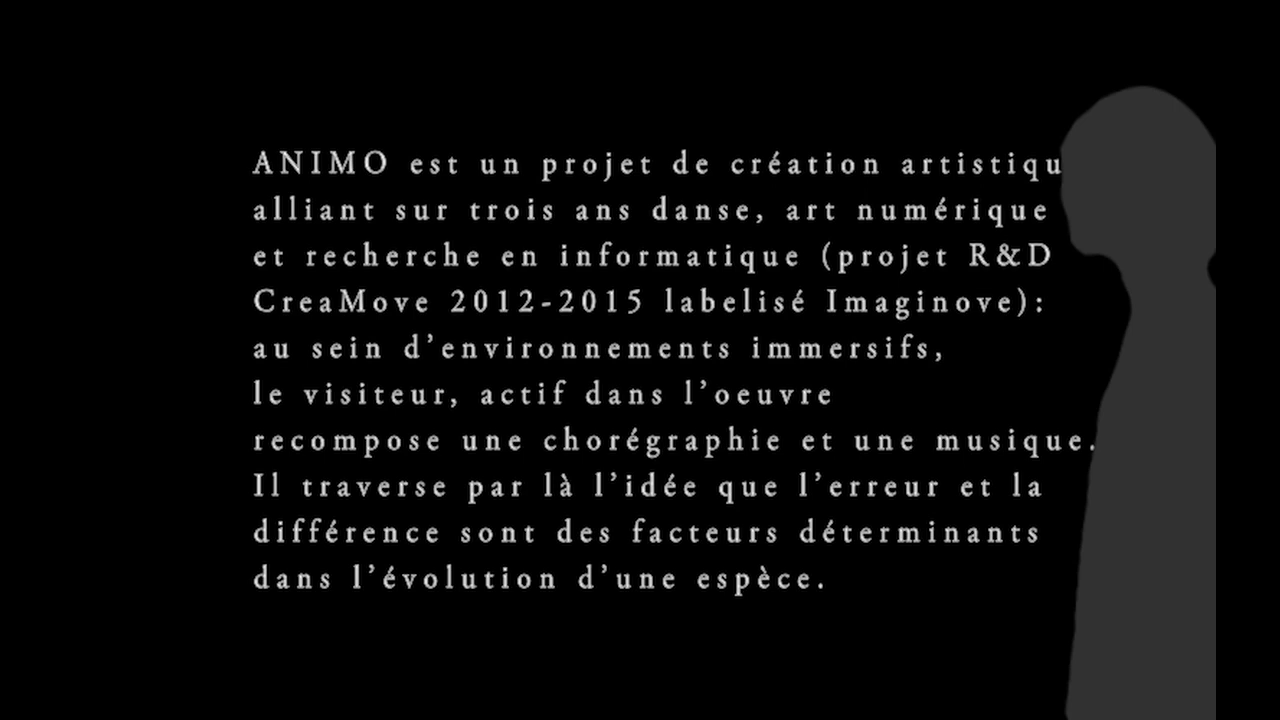 ANIMO est un projet de création artistiqu
alliant sur trois ans danse, art numérique
et recherche en informatique (projet R&D
CreaMove 2012-2015 labelisé Imaginove):
au sein d’environnements immersifs,
le visiteur, actif dans l’oeuvre
recompose une chorégraphie et une musique.
Il traverse par là l’idée que l’erreur et la
différence sont des facteurs déterminants
dans l’évolution d’une espèce.